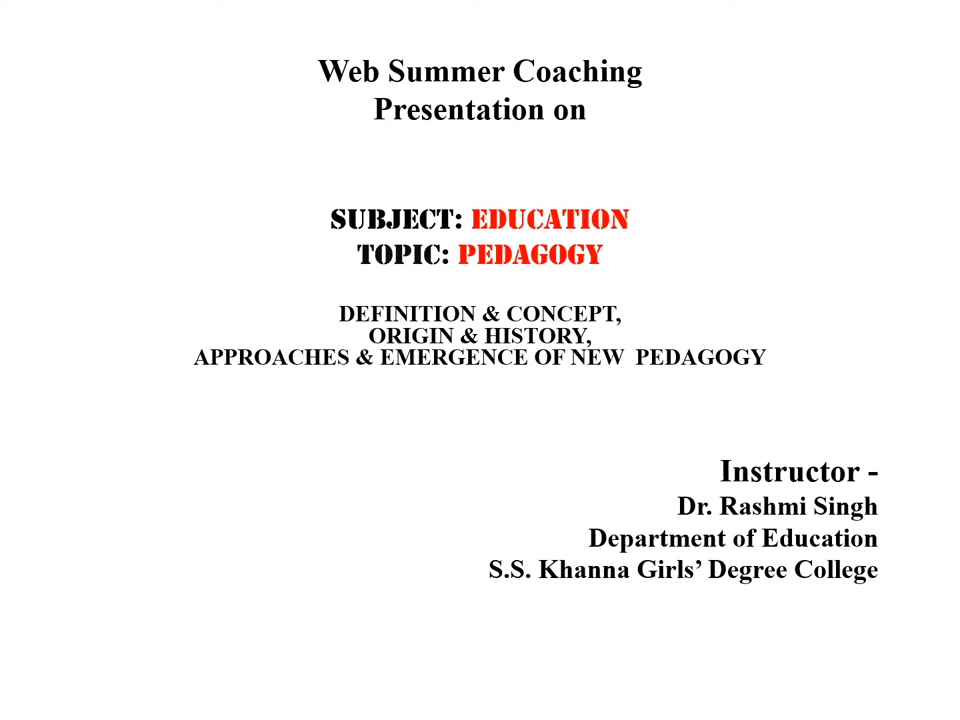 Web Summer Coaching
Presentation on
SUBJECT: EDUCATION
TOPIC: PEDAGOGY
DEFINITION & CONCEPT,
ORIGIN & HISTORY,
APPROACHES & EMERGENCE OF NEW PEDAGOGY
Instructor -
Dr. Rashmi Singh
Department of Education
S.S. Khanna Girls’ Degree College